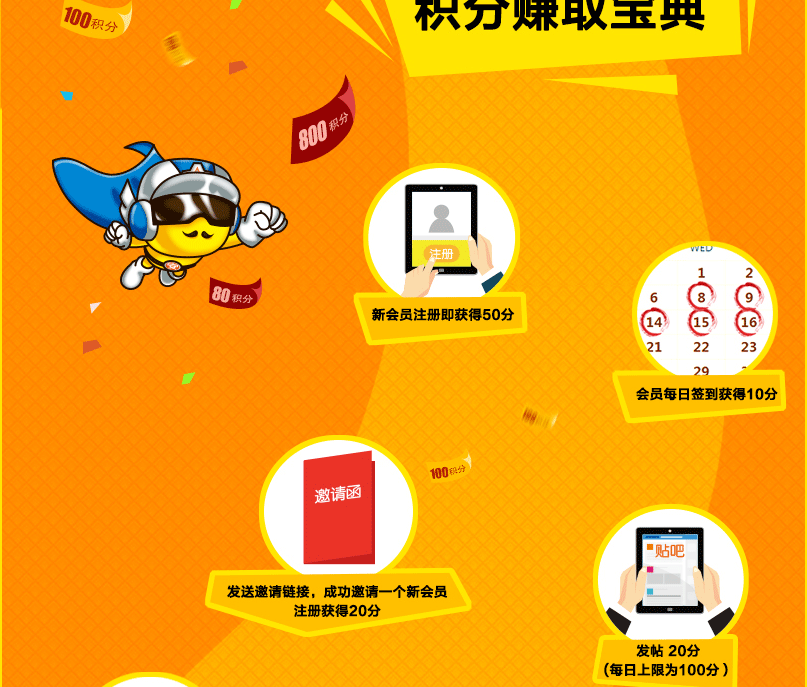 积分赚取宝典
100积分
800积分
注册
新会员注册即获得50分
80积分
WED
1 2
6 8 9
14 15 16
21 22 23
29
会员每日签到获得10分
100积分
邀请函
发送邀请链接，成功邀请一个新会员
注册获得20分
贴吧
发帖 20分
（每日上限为100分 ）